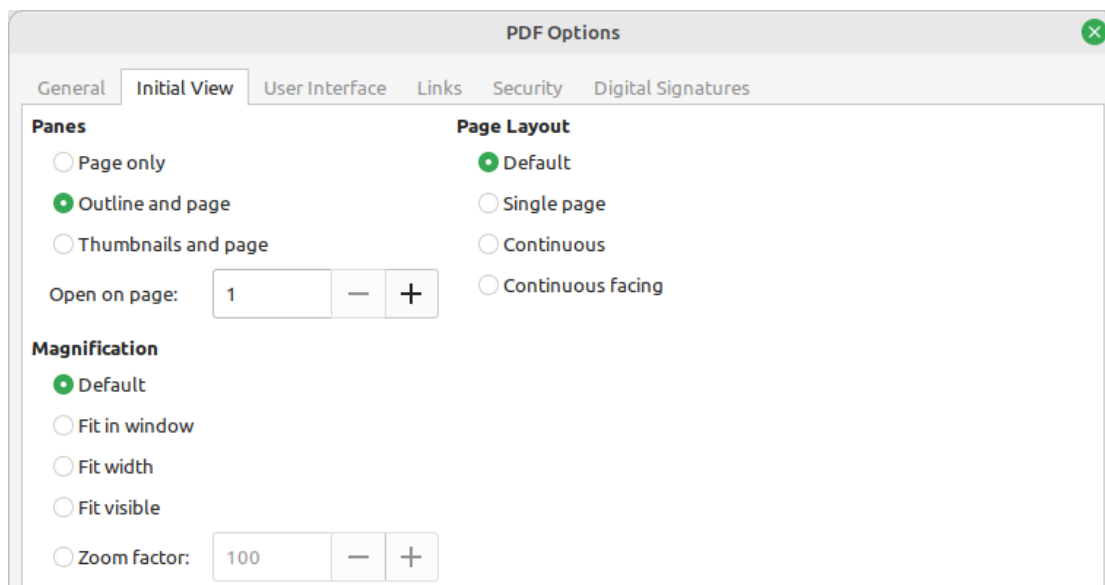 PDF Options
General Initial View User Interface Links Security Digital Signatures
Panes
Page only
Outline and page
Thumbnails and page
Open on page: 1
Page Layout
Default
Single page
Continuous
Continuous facing
Magnification
Default
Fit in window
Fit width
Fit visible
Zoom factor: 100